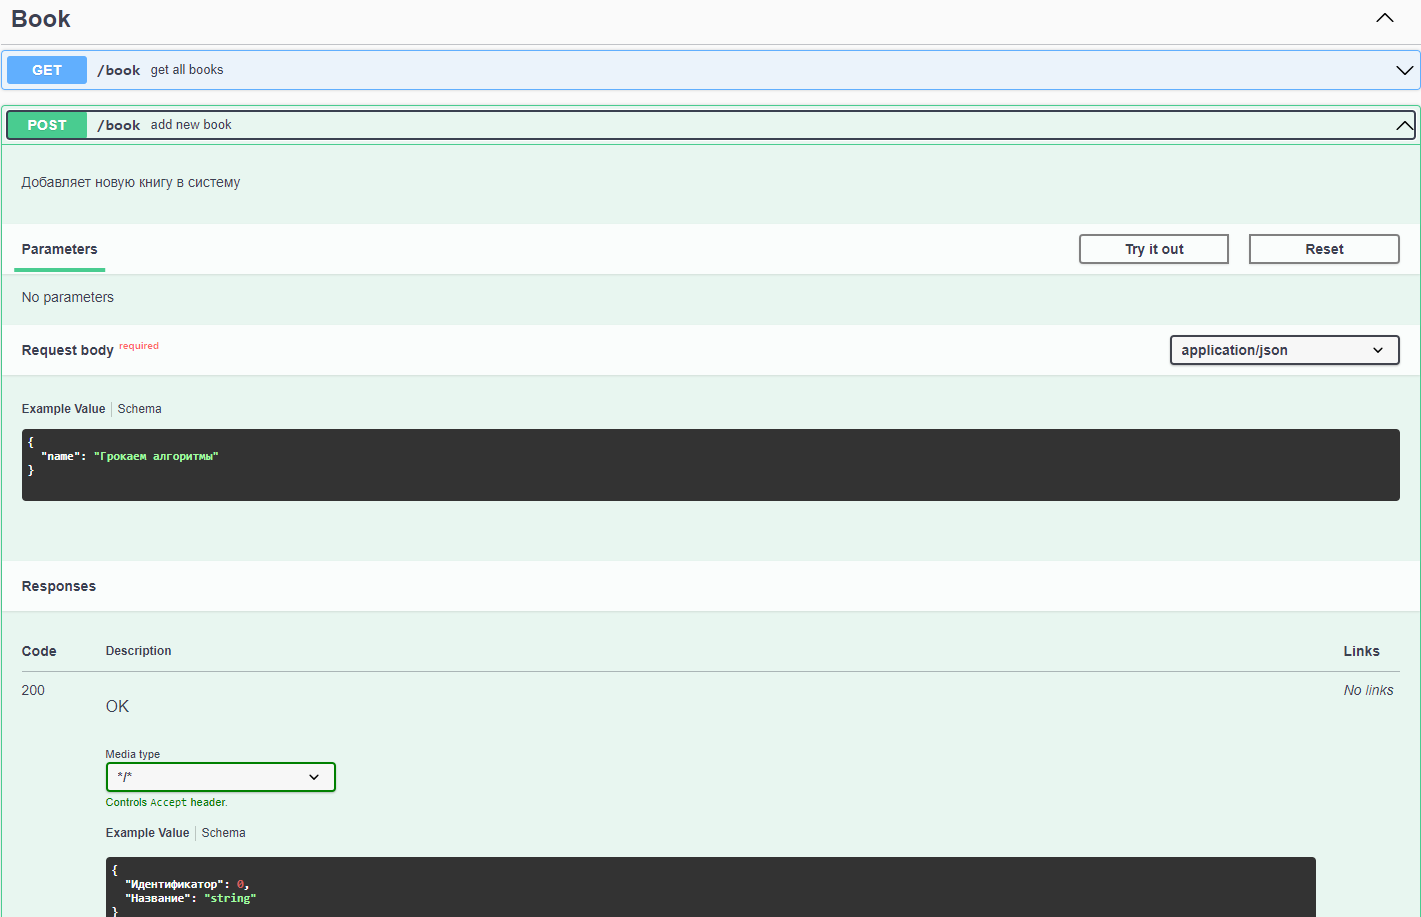 Book
GET /book get all books
POST /book add new book
Добавляет новую книгу в систему
Parameters Try it out Reset
No parameters
Request body required application/json
Example Value Schema
{
"name": "Грокаем алгоритмы"
}
Responses
Code Description Links
200 No links
OK
Media type
*/*
Controls Accept header.
Example Value Schema
{
"Идентификатор": 0,
"Название": "string"
}